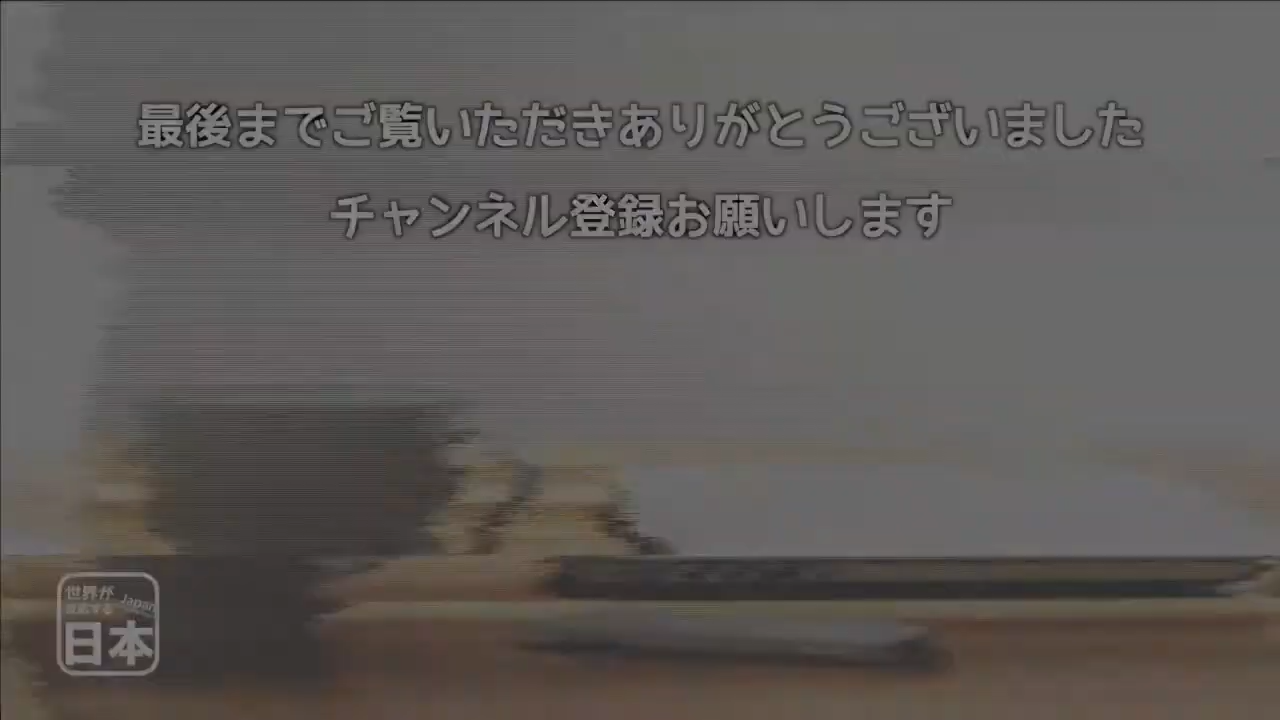 最後までご覧いただきありがとうございました
チャンネル登録お願いします
世界が
Japan
日本